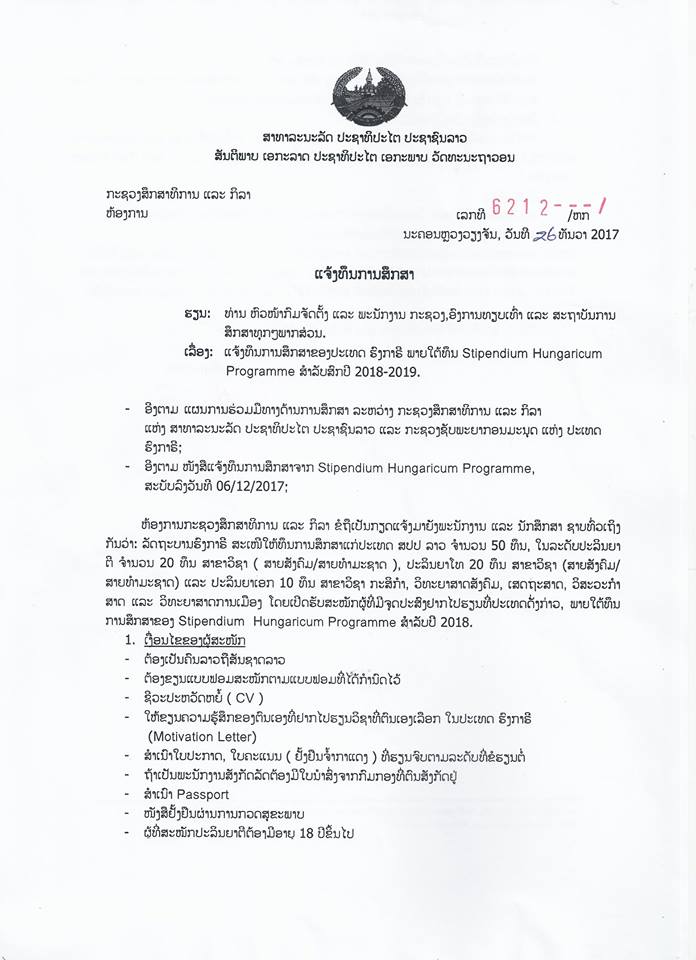 ສາທາລະນະລັດ ປະຊາທິປະໄຕ ປະຊາຊົນລາວ
ສັນຕິພາບ ເອກະລາດ ປະຊາທິປະໄຕ ເອກະພາບ ວັດທະນະຖາວອນ
ກະຊວງສຶກສາທິການ ແລະ ກິລາ
ຫ້ອງການ
ເລກທີ 6212---/ /ຫກ
ນະຄອນຫຼວງວຽງຈັນ, ວັນທີ 26 ທັນວາ 2017
ແຈ້ງທຶນການສຶກສາ
ຮຽນ: ທ່ານ ຫົວໜ້າກົມຈັດຕັ້ງ ແລະ ພະນັກງານ ກະຊວງ,ອົງການທຽບເທົ່າ ແລະ ສະຖາບັນການ
ສຶກສາທຸກໆພາກສ່ວນ.
ເລື່ອງ: ແຈ້ງທຶນການສຶກສາຂອງປະເທດ ຮົງກາຣີ ພາຍໃຕ້ທຶນ Stipendium Hungaricum
Programme ສຳລັບສົກປີ 2018-2019.
- ອີງຕາມ ແຜນການຮ່ວມມືທາງດ້ານການສຶກສາ ລະຫວ່າງ ກະຊວງສຶກສາທິການ ແລະ ກິລາ
ແຫ່ງ ສາທາລະນະລັດ ປະຊາທິປະໄຕ ປະຊາຊົນລາວ ແລະ ກະຊວງຊັບພະຍາກອນມະນຸດ ແຫ່ງ ປະເທດ
ຮົງກາຣີ;
- ອີງຕາມ ໜັງສືແຈ້ງທຶນການສຶກສາຈາກ Stipendium Hungaricum Programme,
ສະບັບລົງວັນທີ 06/12/2017;
ຫ້ອງການກະຊວງສຶກສາທິການ ແລະ ກິລາ ຂໍຖືເປັນກຽດແຈ້ງມາຍັງພະນັກງານ ແລະ ນັກສຶກສາ ຊາບທົ່ວເຖິງ
ກັນວ່າ: ລັດຖະບານຮົງກາຣີ ສະເໜີໃຫ້ທຶນການສຶກສາແກ່ປະເທດ ສປປ ລາວ ຈຳນວນ 50 ທຶນ, ໃນລະດັບປະລິນຍາ
ຕີ ຈຳນວນ 20 ທຶນ ສາຂາວິຊາ ( ສາຍສັງຄົມ/ສາຍທຳມະຊາດ ), ປະລິນຍາໂທ 20 ທຶນ ສາຂາວິຊາ (ສາຍສັງຄົມ/
ສາຍທຳມະຊາດ) ແລະ ປະລິນຍາເອກ 10 ທຶນ ສາຂາວິຊາ ກະສິກຳ, ວິທະຍາສາດສັງຄົມ, ເສດຖະສາດ, ວິສະວະກຳ
ສາດ ແລະ ວິທະຍາສາດການເມືອງ ໂດຍເປີດຮັບສະໝັກຜູ້ທີ່ມີຈຸດປະສົງຢາກໄປຮຽນທີ່ປະເທດດັ່ງກ່າວ, ພາຍໃຕ້ທຶນ
ການສຶກສາຂອງ Stipendium Hungaricum Programme ສຳລັບປີ 2018.
1. ເງື່ອນໄຂຂອງຜູ້ສະໝັກ
- ຕ້ອງເປັນຄົນລາວຖືສັນຊາດລາວ
- ຕ້ອງຂຽນແບບຟອມສະໝັກຕາມແບບຟອມທີ່ໄດ້ກຳນົດໄວ້
- ຊີວະປະຫວັດຫຍໍ້ ( CV )
- ໃຫ້ຂຽນຄວາມຮູ້ສຶກຂອງຕົນເອງທີ່ຢາກໄປຮຽນວິຊາທີ່ຕົນເອງເລືອກ ໃນປະເທດ ຮົງກາຣີ
(Motivation Letter)
- ສຳເນົາໃບປະກາດ, ໃບຄະແນນ ( ຢັ້ງຢືນຈ້ຳກາແດງ ) ທີ່ຮຽນຈົບຕາມລະດັບທີ່ຂໍຮຽນຕໍ່
- ຖ້າເປັນພະນັກງານສັງກັດລັດຕ້ອງມີໃບນຳສົ່ງຈາກກົມກອງທີ່ຕົນສັງກັດຢູ່
- ສຳເນົາ Passport
- ໜັງສືຢັ້ງຢືນຜ່ານການກວດສຸຂະພາບ
- ຜູ້ທີ່ສະໝັກປະລິນຍາຕີຕ້ອງມີອາຍຸ 18 ປີຂຶ້ນໄປ